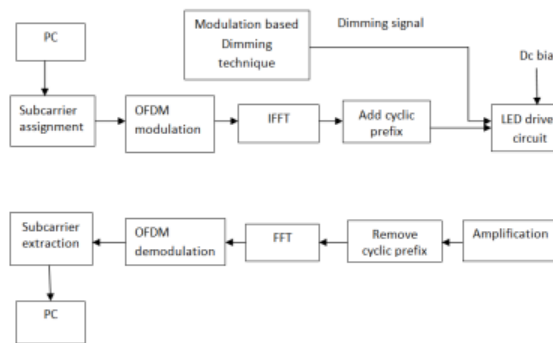 PC
Modulation based
Dimming
technique
Dimming signal
Dc bia
Subcarrier
assignment
OFDM
modulation
IFFT
Add cyclic
prefix
LED drive
circuit
Subcarrier
extraction
OFDM
demodulation
FFT
Remove
cyclic prefix
Amplification
PC